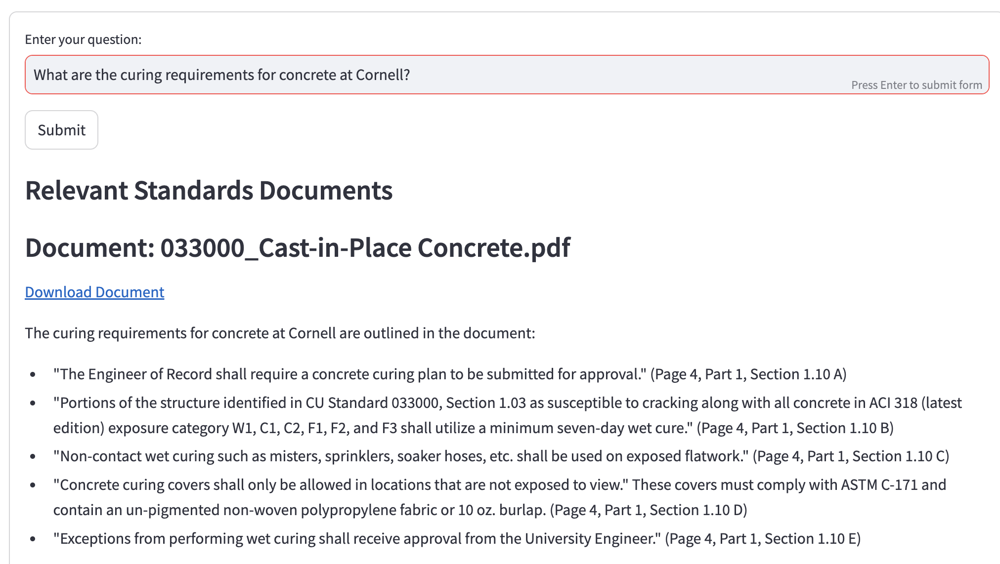 Enter your question:
What are the curing requirements for concrete at Cornell?
Press Enter to submit form
Submit
Relevant Standards Documents
Document: 033000_Cast-in-Place Concrete.pdf
Download Document
The curing requirements for concrete at Cornell are outlined in the document:
• "The Engineer of Record shall require a concrete curing plan to be submitted for approval." (Page 4, Part 1, Section 1.10 A)
• "Portions of the structure identified in CU Standard 033000, Section 1.03 as susceptible to cracking along with all concrete in ACI 318 (latest
edition) exposure category W1, C1, C2, F1, F2, and F3 shall utilize a minimum seven-day wet cure." (Page 4, Part 1, Section 1.10 B)
• "Non-contact wet curing such as misters, sprinklers, soaker hoses, etc. shall be used on exposed flatwork." (Page 4, Part 1, Section 1.10 C)
• "Concrete curing covers shall only be allowed in locations that are not exposed to view." These covers must comply with ASTM C-171 and
contain an un-pigmented non-woven polypropylene fabric or 10 oz. burlap. (Page 4, Part 1, Section 1.10 D)
• "Exceptions from performing wet curing shall receive approval from the University Engineer." (Page 4, Part 1, Section 1.10 E)